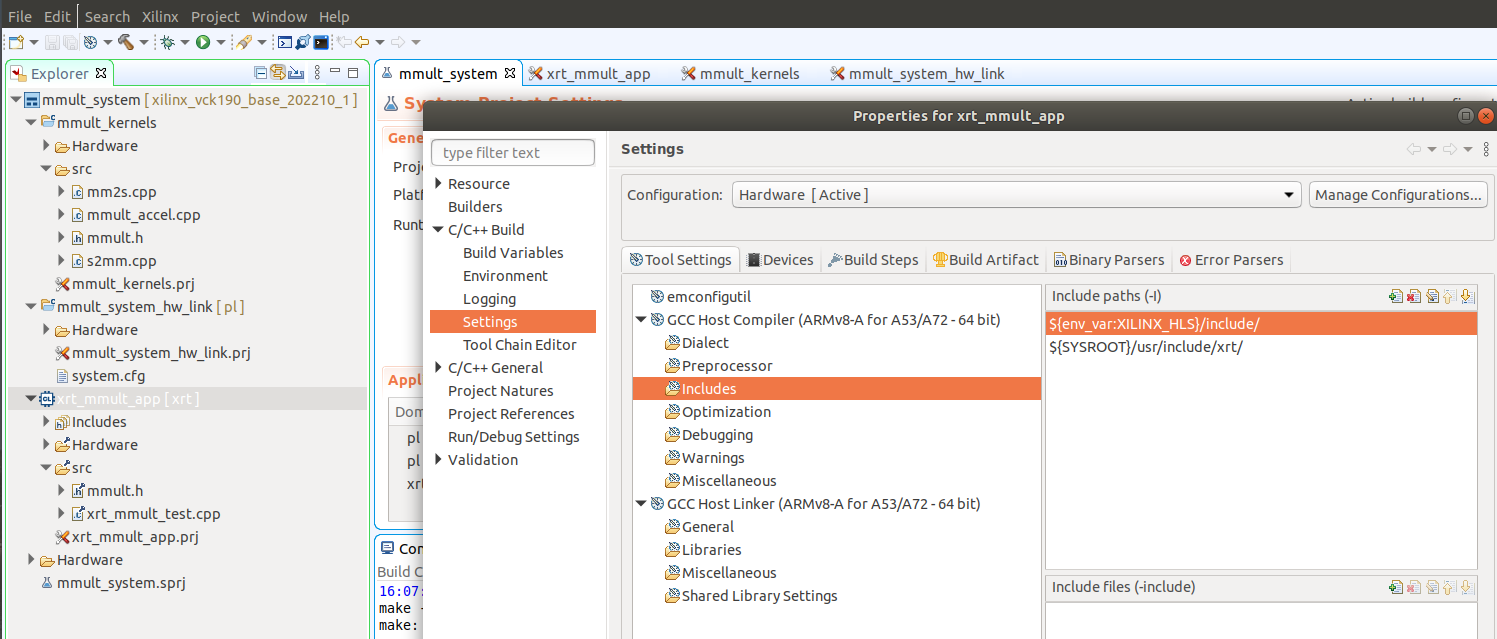 File Edit Search Xilinx Project Window Help
Explorer
mmult_system [ xilinx_vck190_base_202210_1 ]
mmult_kernels
Hardware
src
mm2s.cpp
mmult_accel.cpp
mmult.h
s2mm.cpp
mmult_kernels.prj
mmult_system_hw_link [ pl ]
Hardware
mmult_system_hw_link.prj
system.cfg
xrt_mmult_app [ xrt ]
Includes
Hardware
src
mmult.h
xrt_mmult_test.cpp
xrt_mmult_app.prj
Hardware
mmult_system.sprj
mmult_system xrt_mmult_app mmult_kernels mmult_system_hw_link
System Project Settings
Gene
Proj
Platf
Runt
Appl
Dom
pl
pl
xrt
Con
Build C
16:07:
make -
make:
Properties for xrt_mmult_app
type filter text
Resource
Builders
C/C++ Build
Build Variables
Environment
Logging
Settings
Tool Chain Editor
C/C++ General
Project Natures
Project References
Run/Debug Settings
Validation
Settings
Configuration: Hardware [ Active ] Manage Configurations...
Tool Settings Devices Build Steps Build Artifact Binary Parsers Error Parsers
emconfigutil
GCC Host Compiler (ARMv8-A for A53/A72 - 64 bit)
Dialect
Preprocessor
Includes
Optimization
Debugging
Warnings
Miscellaneous
GCC Host Linker (ARMv8-A for A53/A72 - 64 bit)
General
Libraries
Miscellaneous
Shared Library Settings
Include paths (-I)
${env_var:XILINX_HLS}/include/
${SYSROOT}/usr/include/xrt/
Include files (-include)